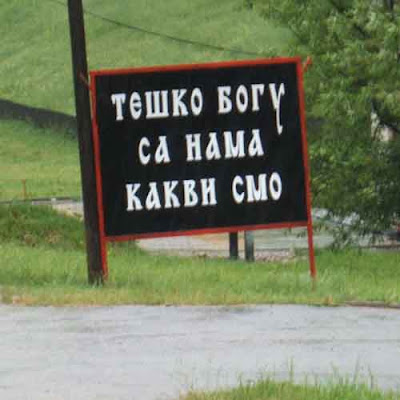 тешко богу
са нама
какви смо